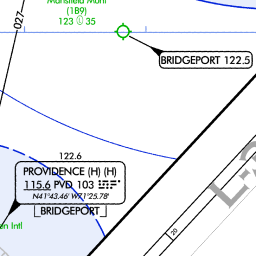 Mansfield Muni
(1B9)
123 35
027
BRIDGEPORT 122.5
122.6
PROVIDENCE (H) (H)
115.6 PVD 103
N41°43.46' W71°25.78'
BRIDGEPORT
Intl
20